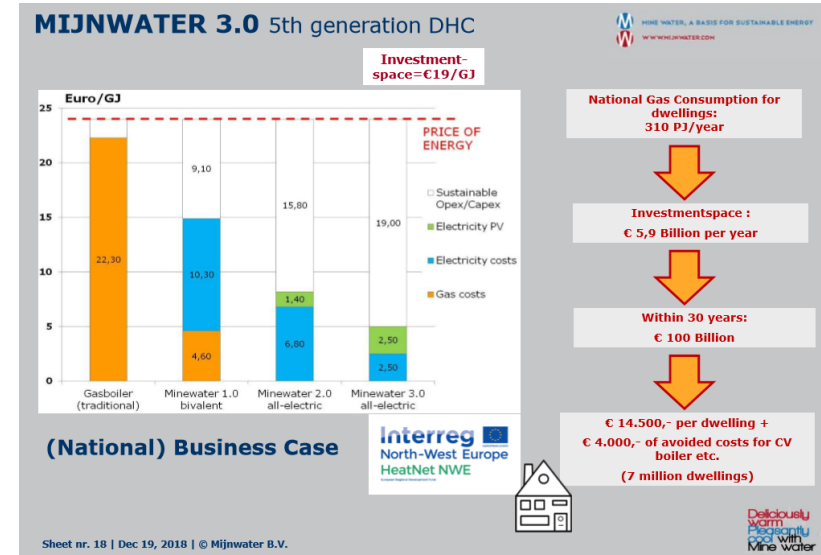 MIJNWATER 3.0 5th generation DHC
MINE WATER, A BASIS FOR SUSTAINABLE ENERGY
WWW.MIJNWATER.COM
Investment-
space=€19/GJ
Euro/GJ
25
20
15
10
5
0
PRICE OF
ENERGY
22,30
9,10
10,30
4,60
15,80
1,40
6,80
19,00
2,50
2,50
Sustainable
Opex/Capex
Electricity PV
Electricity costs
Gas costs
Gasboiler
(traditional)
Minewater 1.0
bivalent
Minewater 2.0
all-electric
Minewater 3.0
all-electric
National Gas Consumption for
dwellings:
310 PJ/year
Investmentspace :
€ 5,9 Billion per year
Within 30 years:
€ 100 Billion
€ 14.500,- per dwelling +
€ 4.000,- of avoided costs for CV
boiler etc.
(7 million dwellings)
(National) Business Case
Interreg
North-West Europe
HeatNet NWE
European Regional Development Fund
Deliciously
warm
Pleasantly
cool with
Mine water
Sheet nr. 18 | Dec 19, 2018 | © Mijnwater B.V.